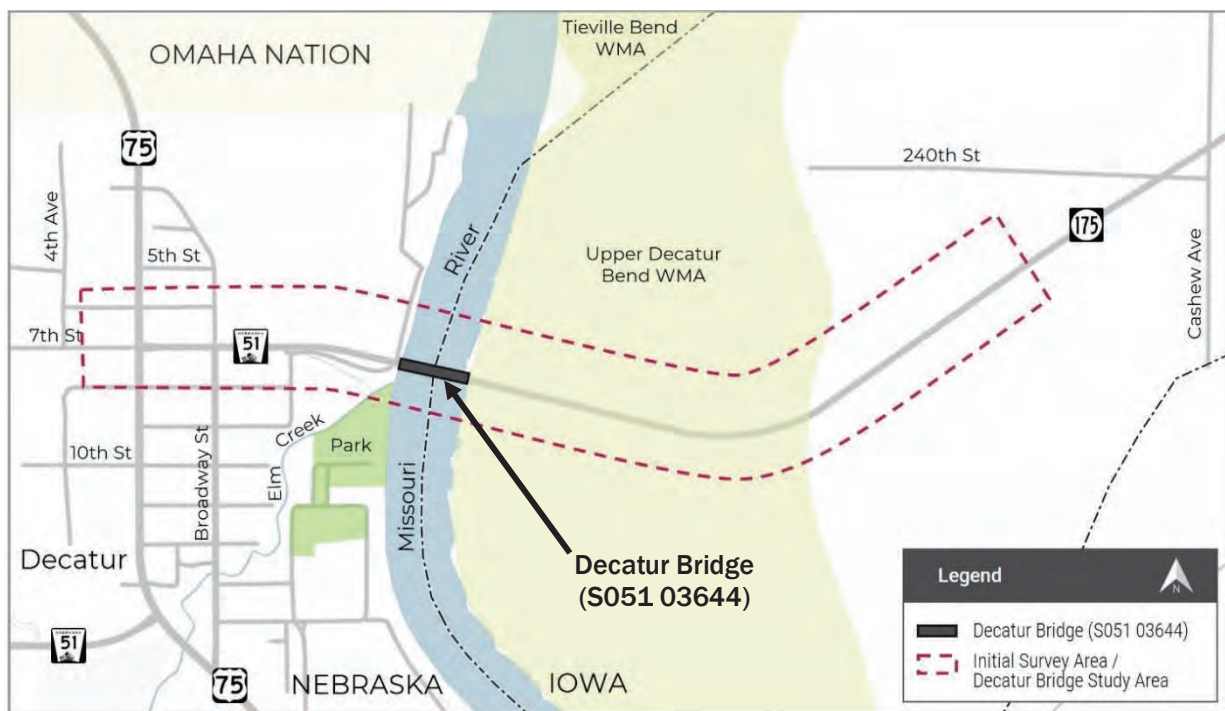 Tieville Bend
WMA
OMAHA NATION
75
240th St
4th Ave
5th St
River
175
Upper Decatur
Bend WMA
Cashew Ave
7th St
51
Creek
Park
10th St
Broadway St
Elm
Missouri
Decatur
Decatur Bridge
(S051 03644)
51
75
NEBRASKA
IOWA
Legend
N
Decatur Bridge (S051 03644)
Initial Survey Area /
Decatur Bridge Study Area